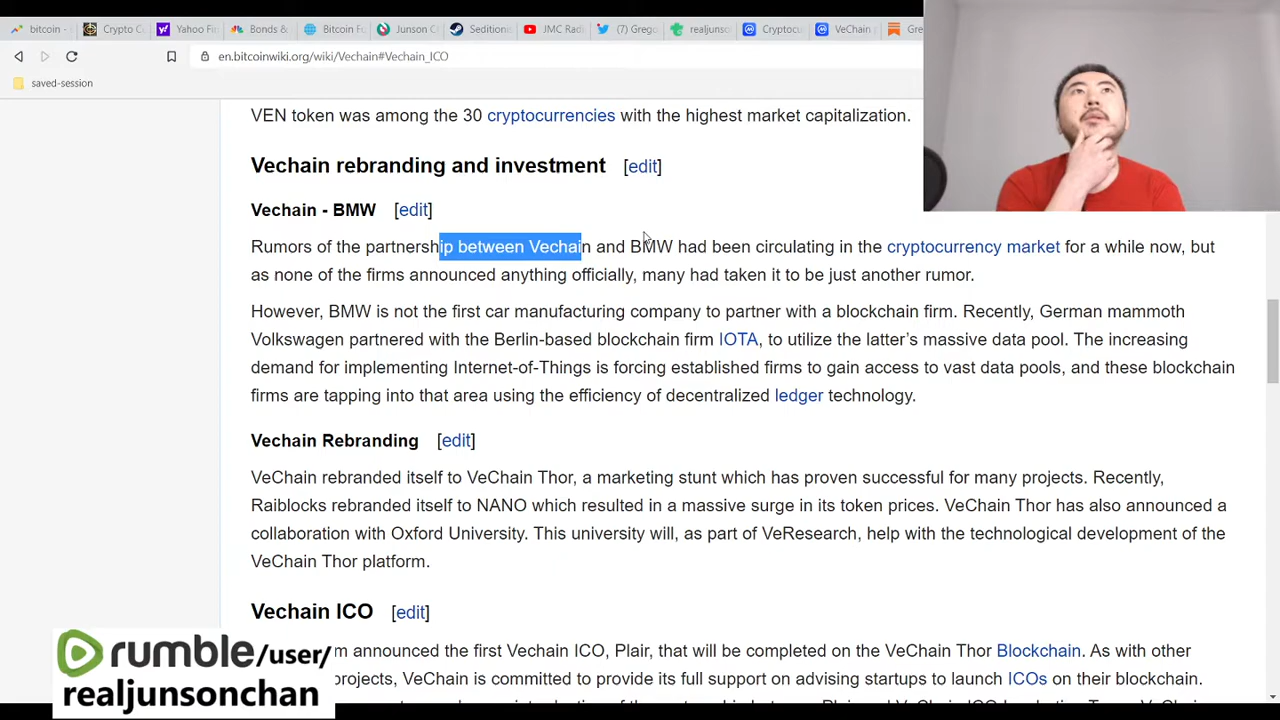 bitcoin -
Crypto C
Yahoo Fin
Bonds &
Bitcoin F
Junson C
Sedition
JMC Rad
(7) Grego
realjunso
Cryptoc
VeChain
Gre
en.bitcoinwiki.org/wiki/Vechain#Vechain_ICO
saved-session
VEN token was among the 30 cryptocurrencies with the highest market capitalization.
Vechain rebranding and investment [edit]
Vechain - BMW [edit]
Rumors of the partnership between Vechain and BMW had been circulating in the cryptocurrency market for a while now, but
as none of the firms announced anything officially, many had taken it to be just another rumor.
However, BMW is not the first car manufacturing company to partner with a blockchain firm. Recently, German mammoth
Volkswagen partnered with the Berlin-based blockchain firm IOTA, to utilize the latter’s massive data pool. The increasing
demand for implementing Internet-of-Things is forcing established firms to gain access to vast data pools, and these blockchain
firms are tapping into that area using the efficiency of decentralized ledger technology.
Vechain Rebranding [edit]
VeChain rebranded itself to VeChain Thor, a marketing stunt which has proven successful for many projects. Recently,
Raiblocks rebranded itself to NANO which resulted in a massive surge in its token prices. VeChain Thor has also announced a
collaboration with Oxford University. This university will, as part of VeResearch, help with the technological development of the
VeChain Thor platform.
Vechain ICO [edit]
m announced the first Vechain ICO, Plair, that will be completed on the VeChain Thor Blockchain. As with other
projects, VeChain is committed to provide its full support on advising startups to launch ICOs on their blockchain.
rumble/user/
realjunsonchan